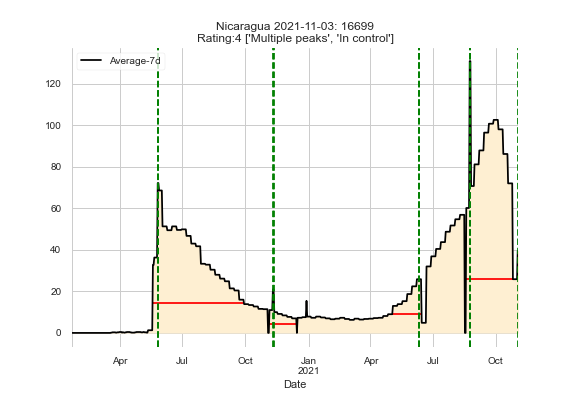 Nicaragua 2021-11-03: 16699
Rating:4 ['Multiple peaks', 'In control']
Average-7d
120
100
80
60
40
20
0
Apr Jul Oct Jan Apr Jul Oct
2021
Date